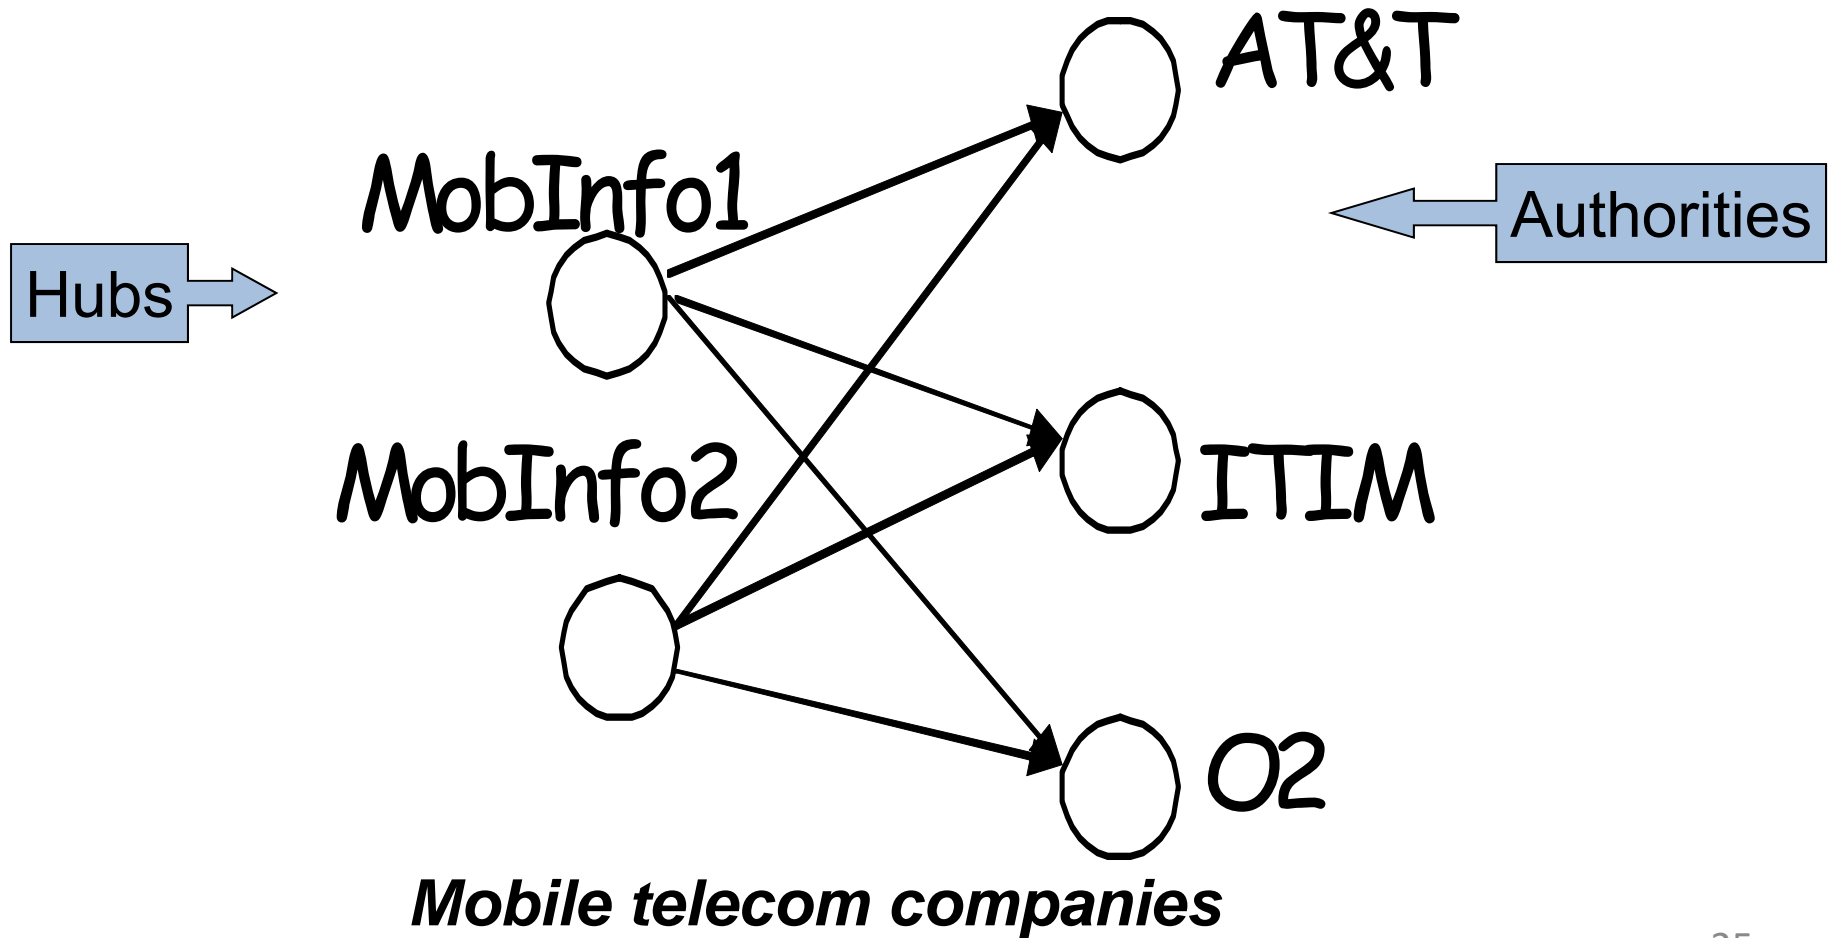 AT&T
MobInfo1
Authorities
Hubs
MobInfo2
ITIM
O2
Mobile telecom companies